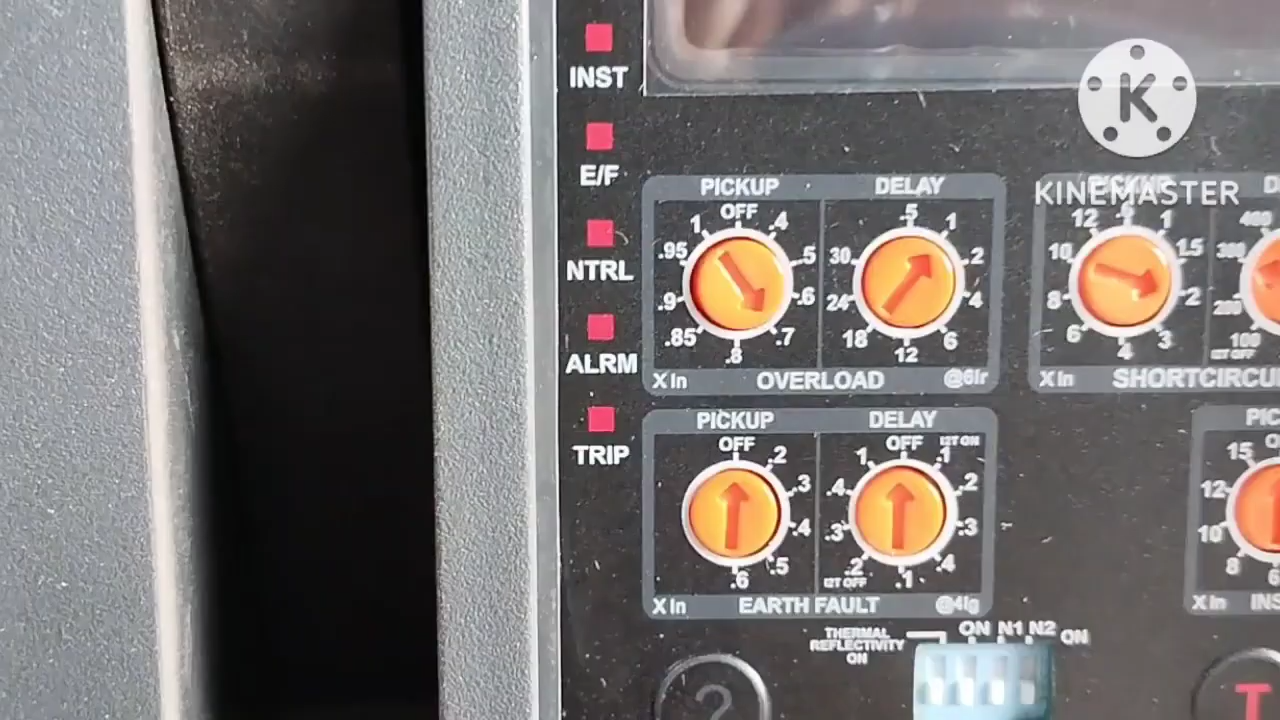 INST
E/F
NTRL
ALRM
TRIP
K
KINEMASTER
PICKUP DELAY
OFF .4 .5 .6 .7 .8 .85 .9 .95 1
.5 1 2 4 6 12 18 24 30
X In OVERLOAD @6Ir
PICKUP
1 1.5 2 3 4 6 8 10 12
400 300 200 100
I2T OFF
X In SHORTCIRCU
PICKUP DELAY
OFF .2 .3 .4 .5 .6
OFF I2T ON .1 .2 .3 .4 .1 .2 .3 .4 1
I2T OFF
X In EARTH FAULT @4Ig
PIC
15 12 10 8
X In INS
THERMAL
REFLECTIVITY
ON
ON N1 N2 ON
?
T